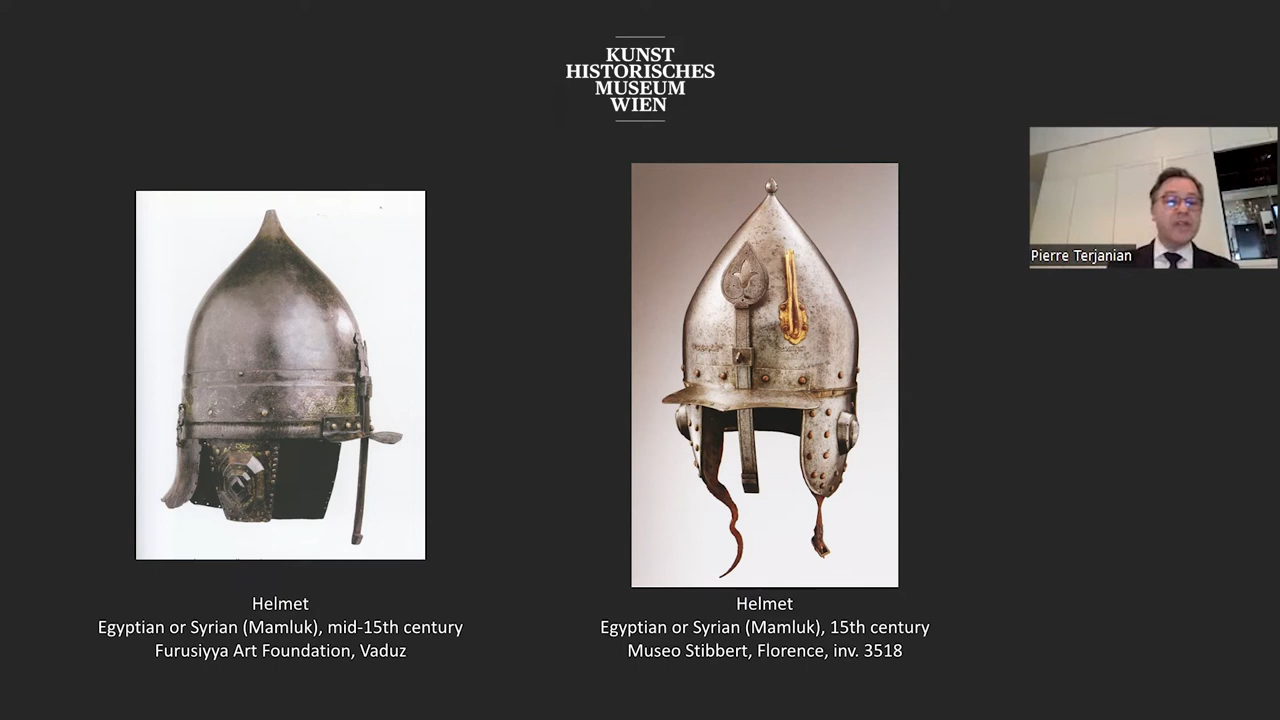 KUNST
HISTORISCHES
MUSEUM
WIEN
Pierre Terjanian
Helmet
Egyptian or Syrian (Mamluk), mid-15th century
Furusiyya Art Foundation, Vaduz
Helmet
Egyptian or Syrian (Mamluk), 15th century
Museo Stibbert, Florence, inv. 3518